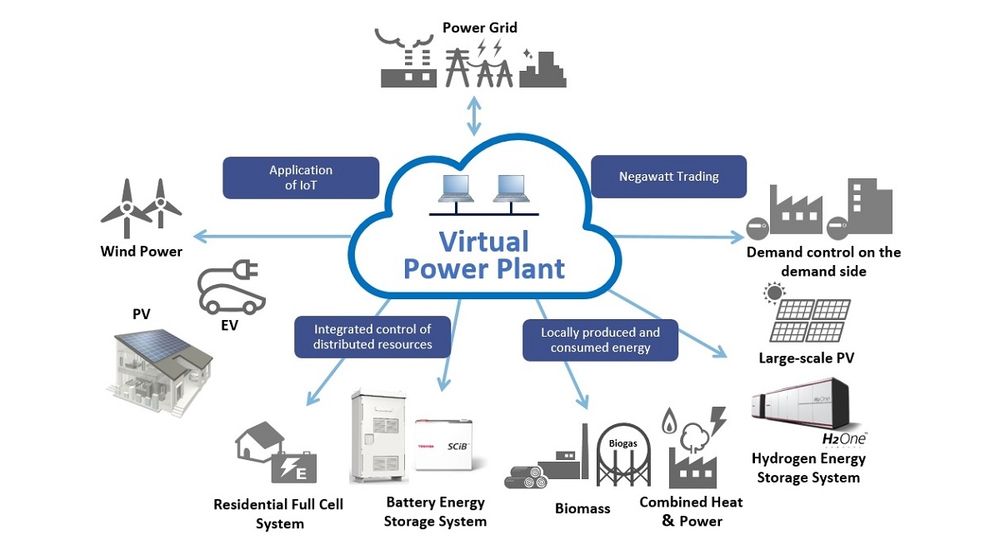 Power Grid
Application
of IoT
Negawatt Trading
Virtual
Power Plant
Wind Power
Demand control on the
demand side
EV
PV
Integrated control of
distributed resources
Locally produced and
consumed energy
Large-scale PV
H2One
H2One
Hydrogen Energy
Storage System
E
TOSHIBA
SCiB™
Biogas
Residential Full Cell
System
Battery Energy
Storage System
Biomass
Combined Heat
& Power